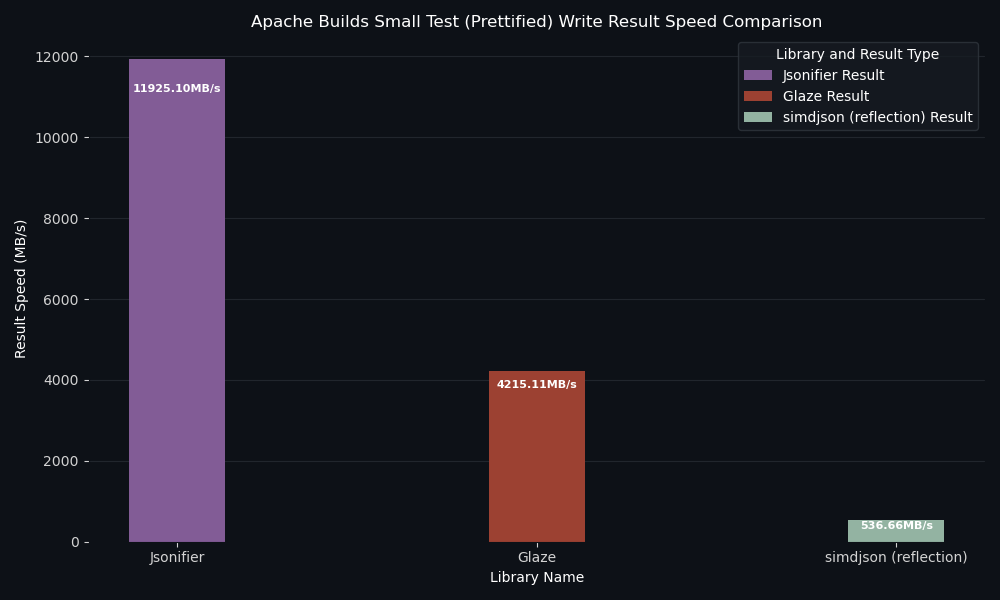 Apache Builds Small Test (Prettified) Write Result Speed Comparison
Library and Result Type
Jsonifier Result
Glaze Result
simdjson (reflection) Result
Result Speed (MB/s)
12000
10000
8000
6000
4000
2000
0
11925.10MB/s
4215.11MB/s
536.66MB/s
Jsonifier
Glaze
simdjson (reflection)
Library Name